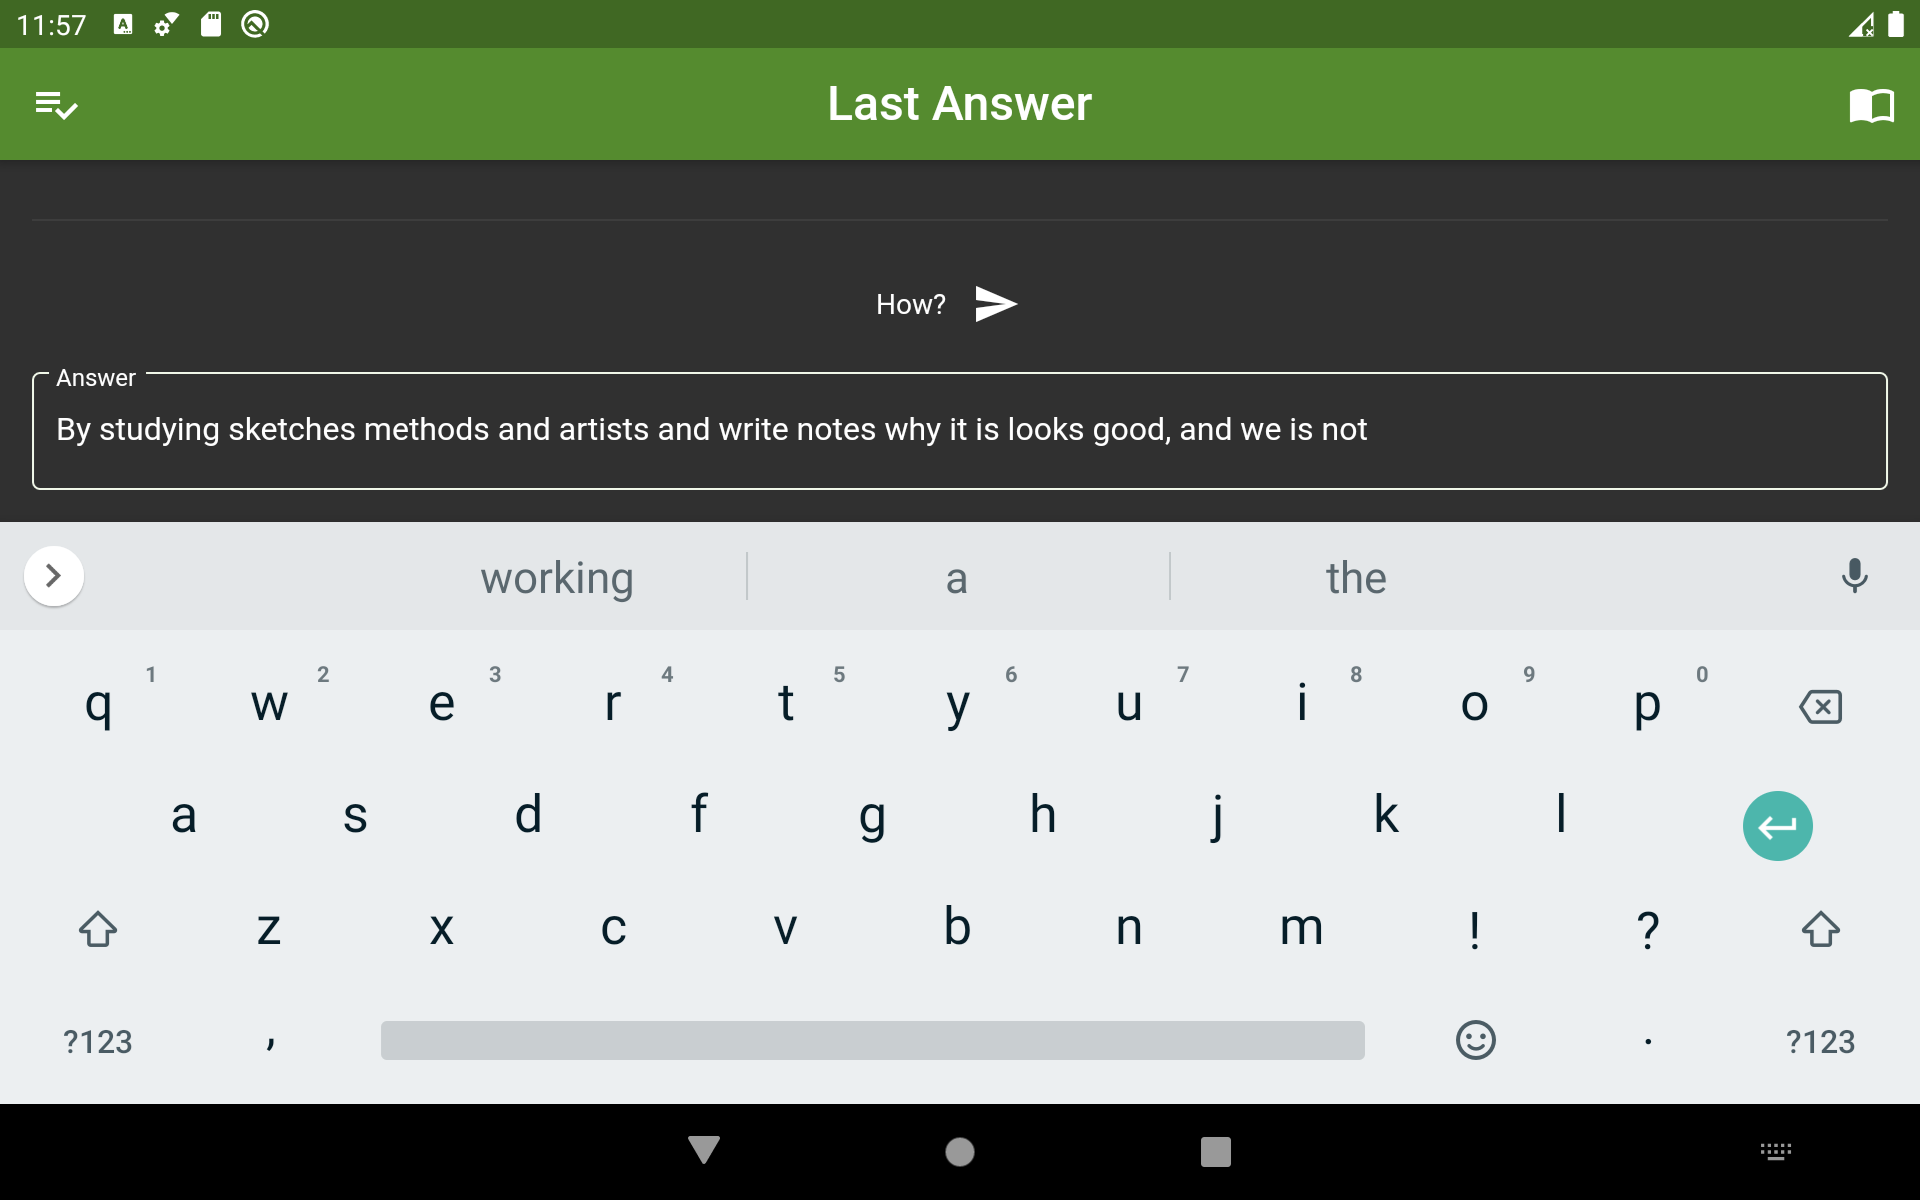 11:57
Last Answer
How?
Answer
By studying sketches methods and artists and write notes why it is looks good, and we is not
working a the
1 2 3 4 5 6 7 8 9 0
q w e r t y u i o p
a s d f g h j k l
z x c v b n m ! ?
?123 , . ?123